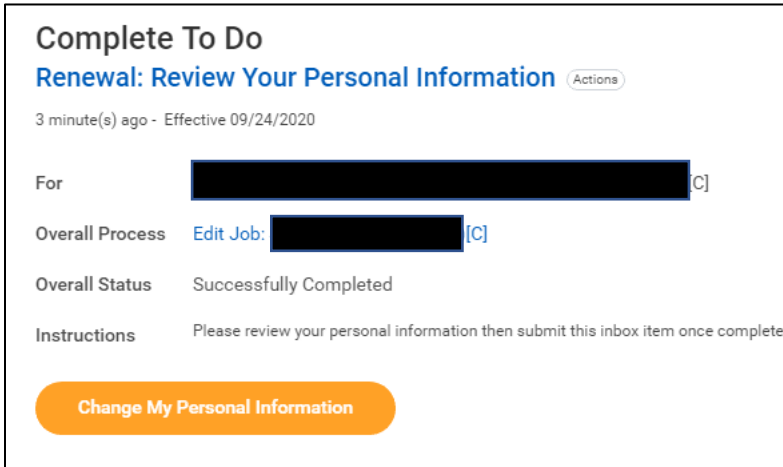 Complete To Do
Renewal: Review Your Personal Information Actions
3 minute(s) ago - Effective 09/24/2020
For [C]
Overall Process Edit Job: [C]
Overall Status Successfully Completed
Instructions Please review your personal information then submit this inbox item once complete
Change My Personal Information